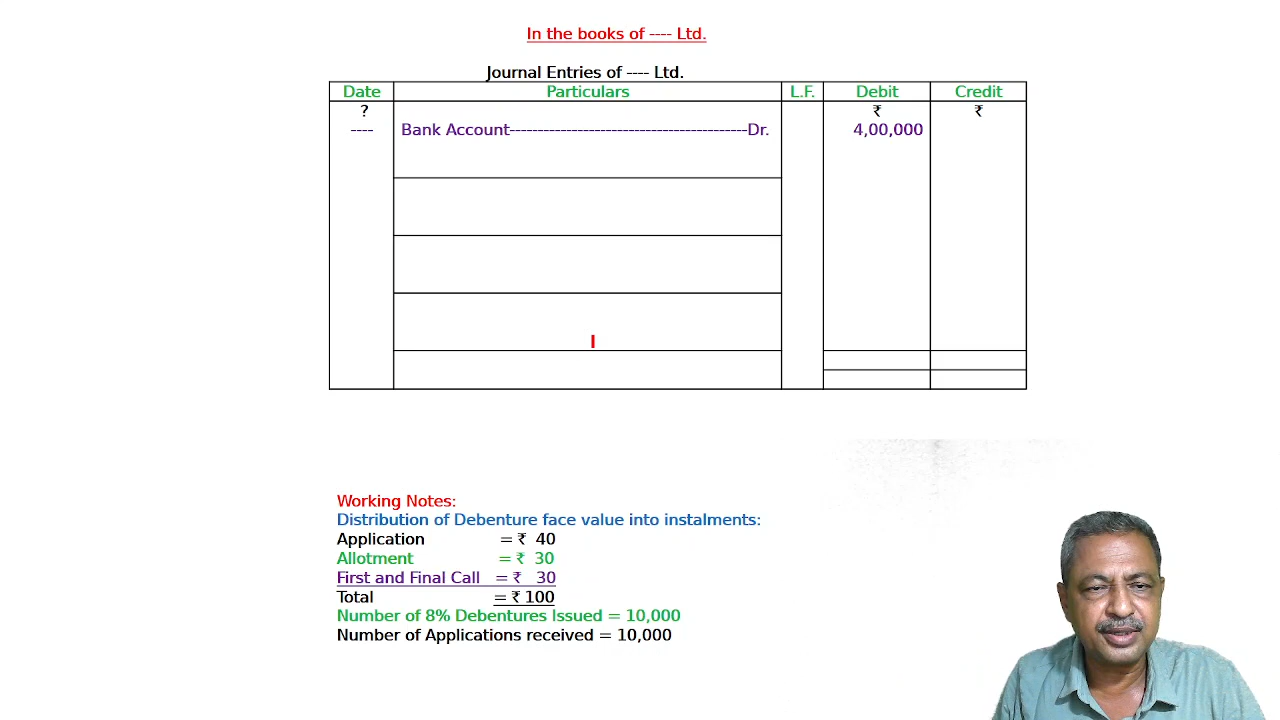 In the books of ---- Ltd.
Journal Entries of ---- Ltd.
Date Particulars L.F. Debit Credit
? ₹ ₹
---- Bank Account------------------------------------------Dr. 4,00,000
Working Notes:
Distribution of Debenture face value into instalments:
Application = ₹ 40
Allotment = ₹ 30
First and Final Call = ₹ 30
Total = ₹ 100
Number of 8% Debentures Issued = 10,000
Number of Applications received = 10,000